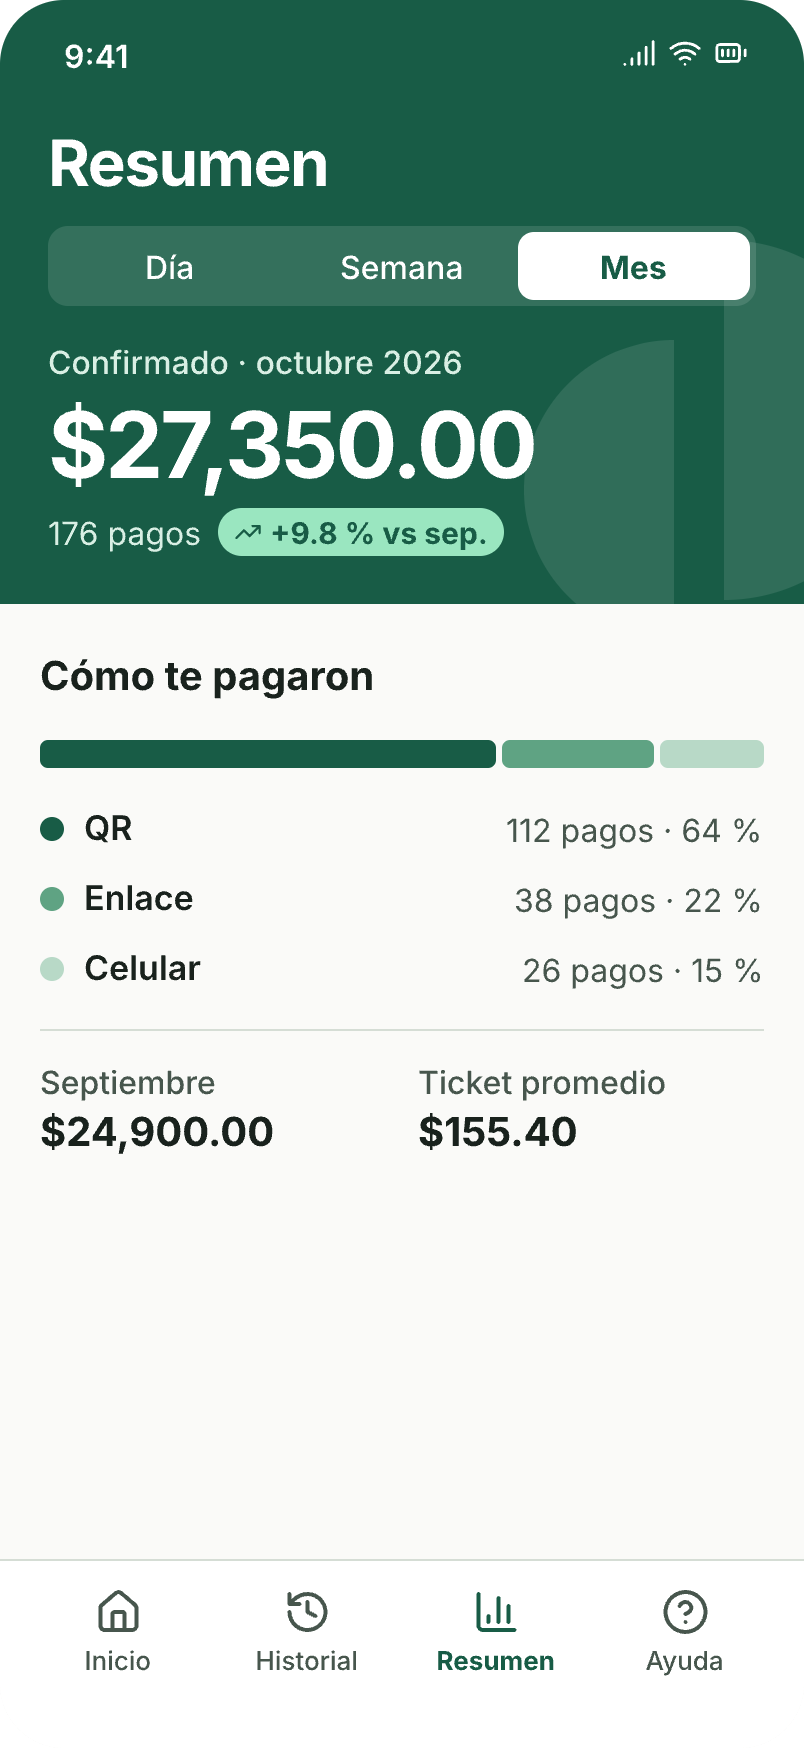 9:41
Resumen
Día Semana Mes
Confirmado · octubre 2026
$27,350.00
176 pagos +9.8 % vs sep.
Cómo te pagaron
QR 112 pagos · 64 %
Enlace 38 pagos · 22 %
Celular 26 pagos · 15 %
Septiembre Ticket promedio
$24,900.00 $155.40
Inicio Historial Resumen Ayuda